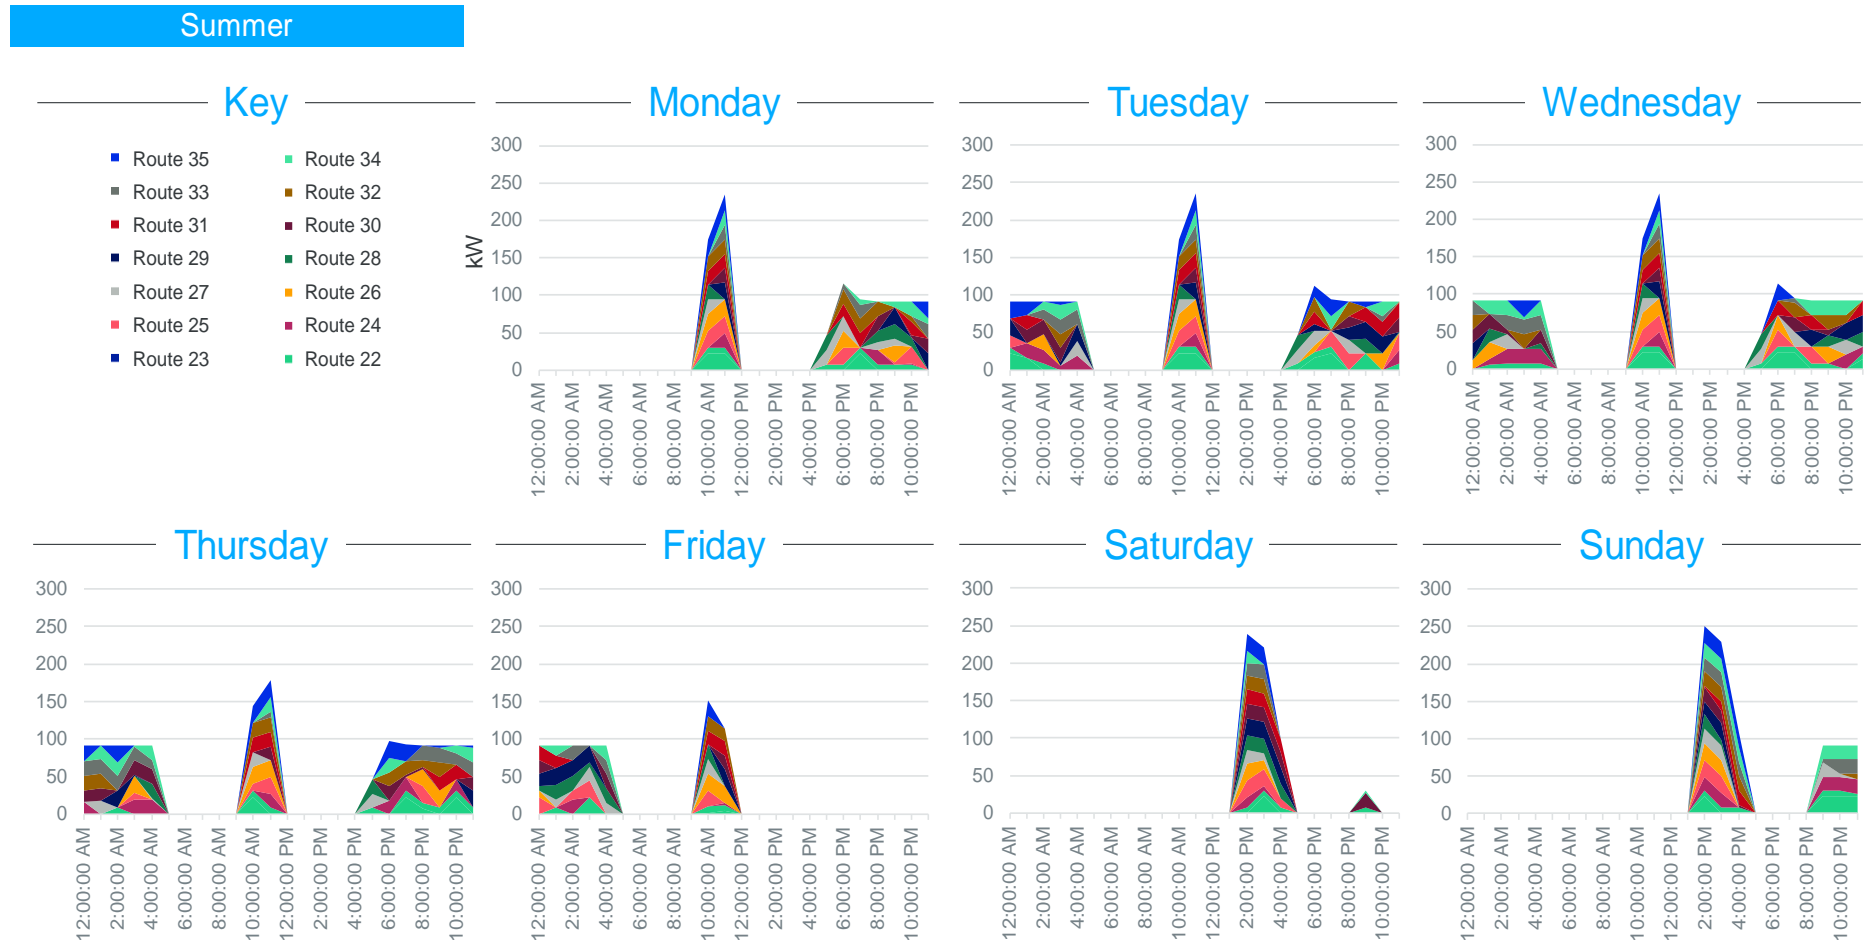 Summer
Key
Monday
Tuesday
Wednesday
Route 35
Route 34
Route 33
Route 32
Route 31
Route 30
Route 29
Route 28
Route 27
Route 26
Route 25
Route 24
Route 23
Route 22
kW
300
250
200
150
100
50
0
12:00:00 AM
2:00:00 AM
4:00:00 AM
6:00:00 AM
8:00:00 AM
10:00:00 AM
12:00:00 PM
2:00:00 PM
4:00:00 PM
6:00:00 PM
8:00:00 PM
10:00:00 PM
300
250
200
150
100
50
0
12:00:00 AM
2:00:00 AM
4:00:00 AM
6:00:00 AM
8:00:00 AM
10:00:00 AM
12:00:00 PM
2:00:00 PM
4:00:00 PM
6:00:00 PM
8:00:00 PM
10:00:00 PM
300
250
200
150
100
50
0
12:00:00 AM
2:00:00 AM
4:00:00 AM
6:00:00 AM
8:00:00 AM
10:00:00 AM
12:00:00 PM
2:00:00 PM
4:00:00 PM
6:00:00 PM
8:00:00 PM
10:00:00 PM
Thursday
Friday
Saturday
Sunday
300
250
200
150
100
50
0
12:00:00 AM
2:00:00 AM
4:00:00 AM
6:00:00 AM
8:00:00 AM
10:00:00 AM
12:00:00 PM
2:00:00 PM
4:00:00 PM
6:00:00 PM
8:00:00 PM
10:00:00 PM
300
250
200
150
100
50
0
12:00:00 AM
2:00:00 AM
4:00:00 AM
6:00:00 AM
8:00:00 AM
10:00:00 AM
12:00:00 PM
2:00:00 PM
4:00:00 PM
6:00:00 PM
8:00:00 PM
10:00:00 PM
300
250
200
150
100
50
0
12:00:00 AM
2:00:00 AM
4:00:00 AM
6:00:00 AM
8:00:00 AM
10:00:00 AM
12:00:00 PM
2:00:00 PM
4:00:00 PM
6:00:00 PM
8:00:00 PM
10:00:00 PM
300
250
200
150
100
50
0
12:00:00 AM
2:00:00 AM
4:00:00 AM
6:00:00 AM
8:00:00 AM
10:00:00 AM
12:00:00 PM
2:00:00 PM
4:00:00 PM
6:00:00 PM
8:00:00 PM
10:00:00 PM